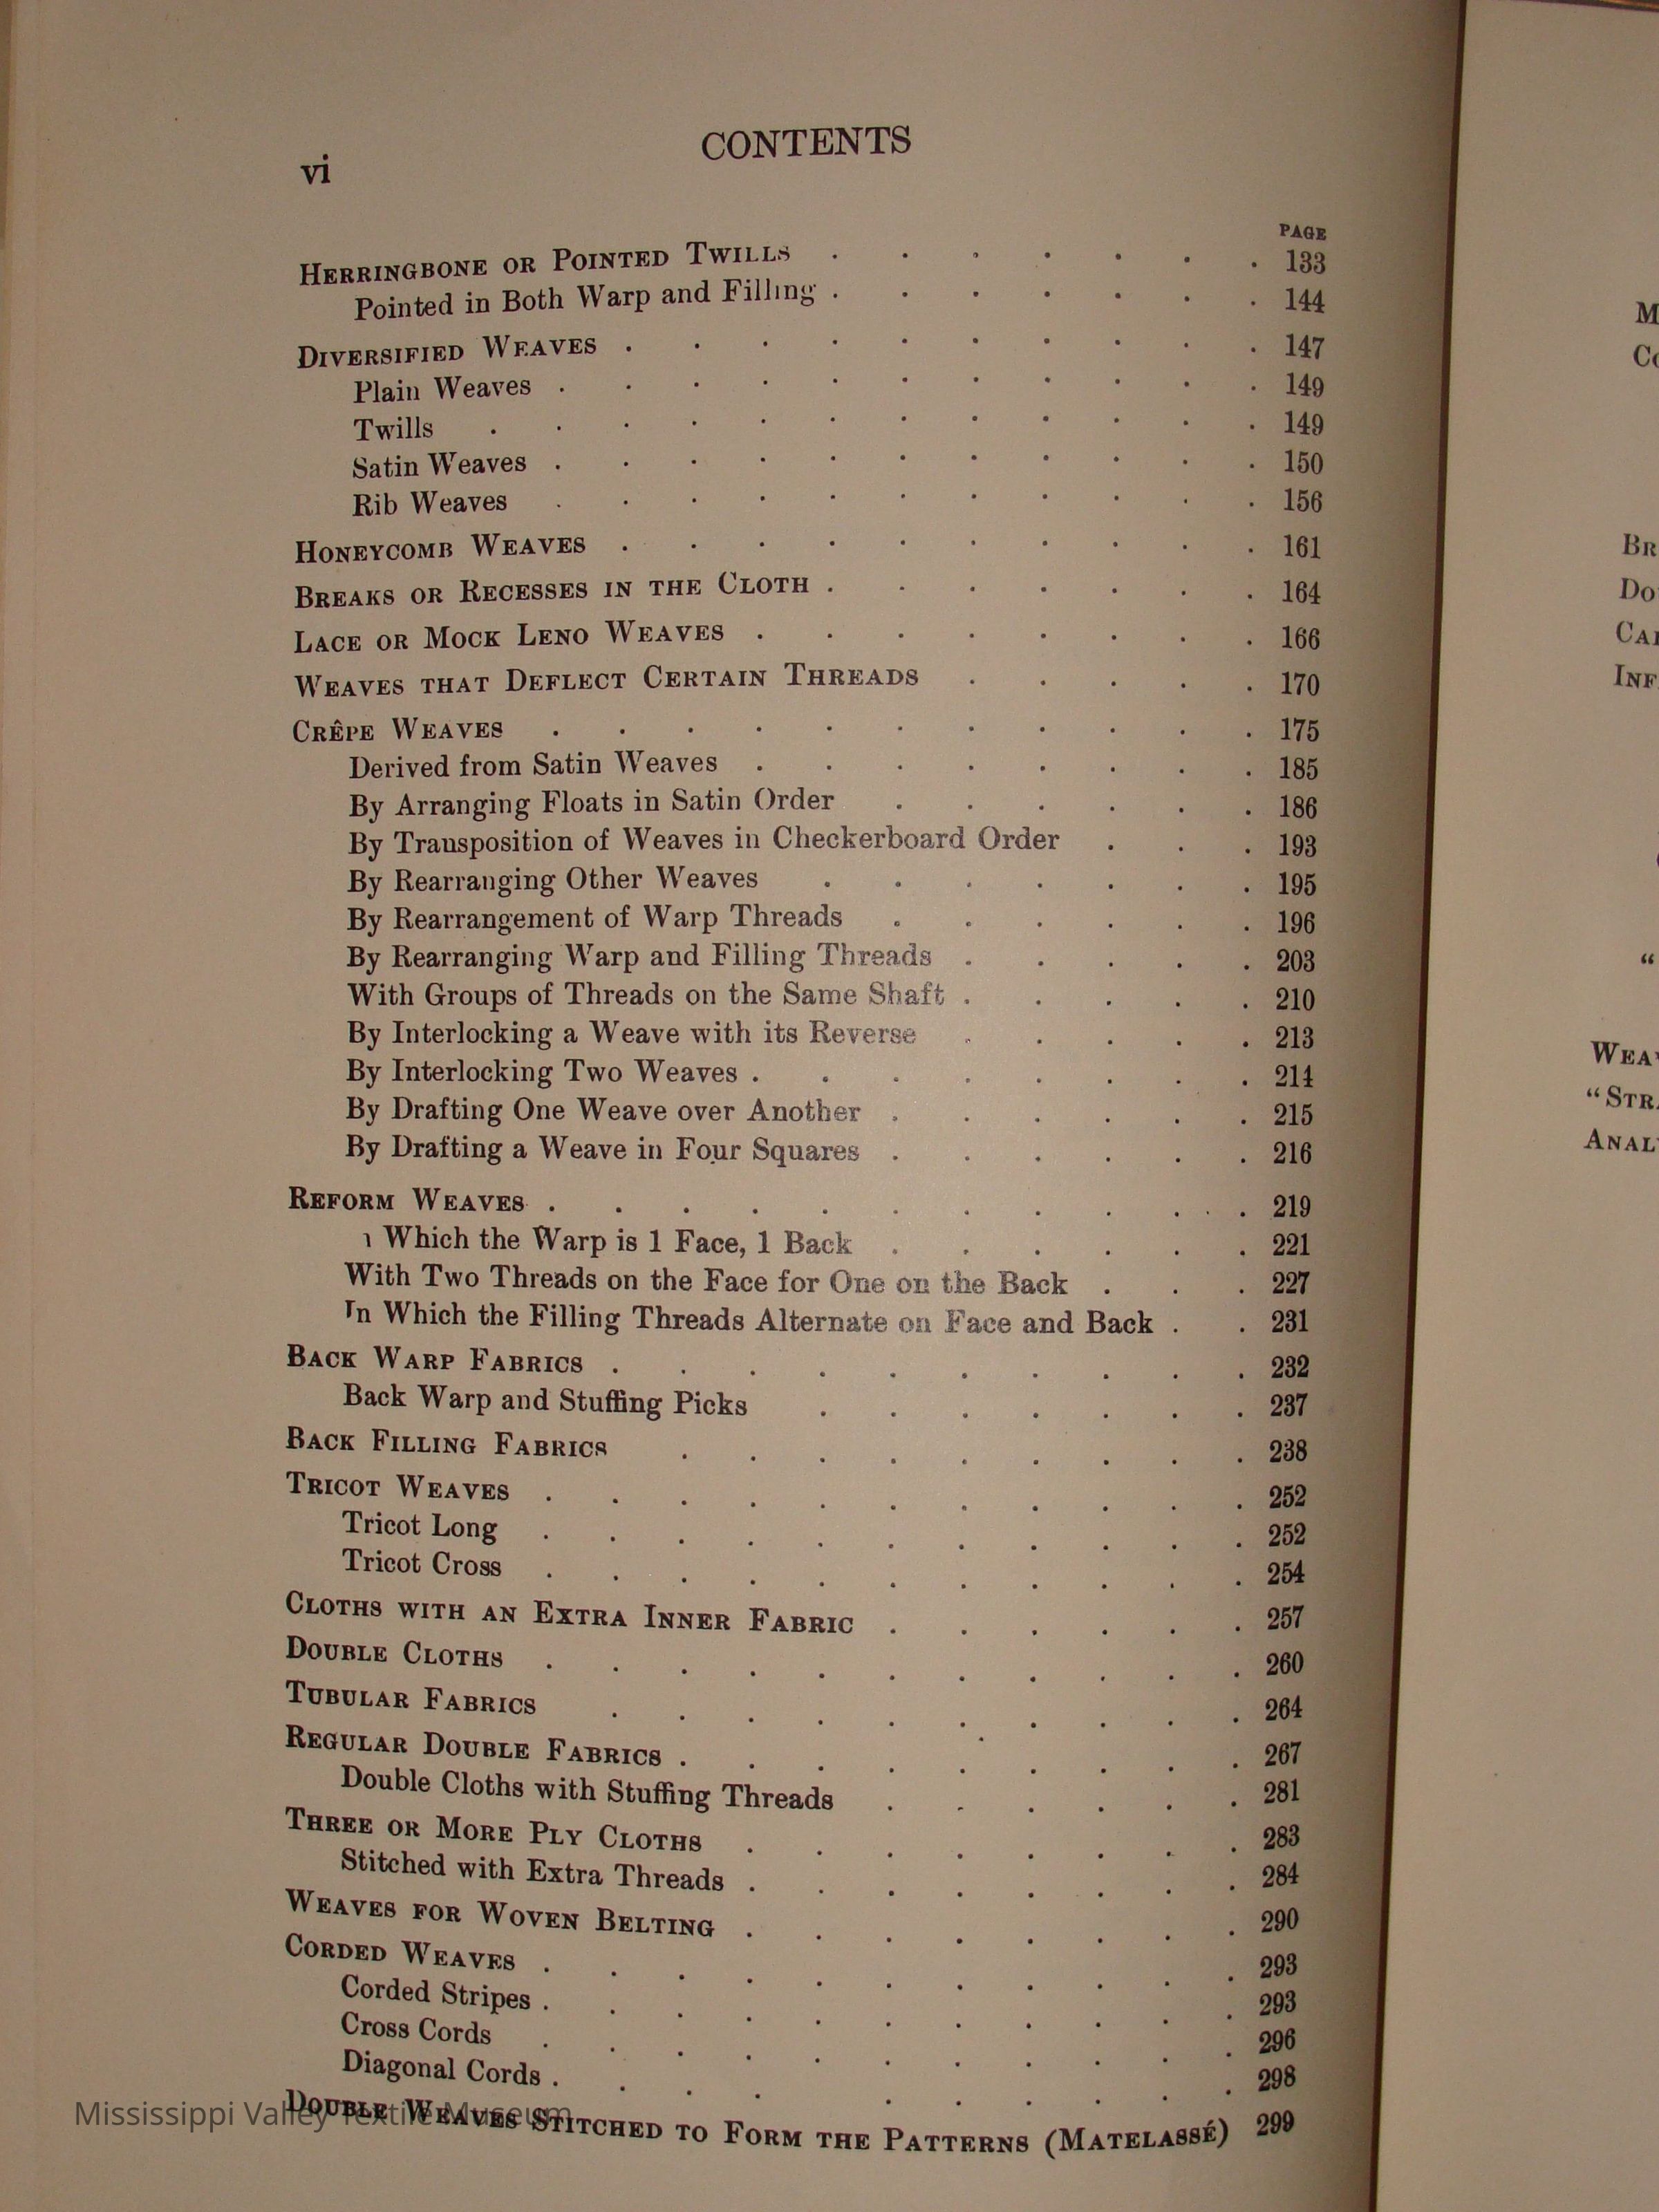 vi
CONTENTS
PAGE
HERRINGBONE OR POINTED TWILLS . . . . . . . 133
Pointed in Both Warp and Filling . . . . . . . 144
DIVERSIFIED WEAVES . . . . . . . . . . 147
Plain Weaves . . . . . . . . . . . 149
Twills . . . . . . . . . . . . 149
Satin Weaves . . . . . . . . . . . 150
Rib Weaves . . . . . . . . . . . 156
HONEYCOMB WEAVES . . . . . . . . . . 161
BREAKS OR RECESSES IN THE CLOTH . . . . . . . 164
LACE OR MOCK LENO WEAVES . . . . . . . . 166
WEAVES THAT DEFLECT CERTAIN THREADS . . . . . 170
CRÊPE WEAVES . . . . . . . . . . . 175
Derived from Satin Weaves . . . . . . . . 185
By Arranging Floats in Satin Order . . . . . . 186
By Transposition of Weaves in Checkerboard Order . . . 193
By Rearranging Other Weaves . . . . . . . 195
By Rearrangement of Warp Threads . . . . . . 196
By Rearranging Warp and Filling Threads . . . . . 203
With Groups of Threads on the Same Shaft . . . . . 210
By Interlocking a Weave with its Reverse . . . . . 213
By Interlocking Two Weaves . . . . . . . . 214
By Drafting One Weave over Another . . . . . . 215
By Drafting a Weave in Four Squares . . . . . . 216
REFORM WEAVES . . . . . . . . . . . 219
Which the Warp is 1 Face, 1 Back . . . . . . 221
With Two Threads on the Face for One on the Back . . . 227
In Which the Filling Threads Alternate on Face and Back . . 231
BACK WARP FABRICS . . . . . . . . . . 232
Back Warp and Stuffing Picks . . . . . . . 237
BACK FILLING FABRICS . . . . . . . . . 238
TRICOT WEAVES . . . . . . . . . . . 252
Tricot Long . . . . . . . . . . . 252
Tricot Cross . . . . . . . . . . . 254
CLOTHS WITH AN EXTRA INNER FABRIC . . . . . . 257
DOUBLE CLOTHS . . . . . . . . . . . 260
TUBULAR FABRICS . . . . . . . . . . 264
REGULAR DOUBLE FABRICS . . . . . . . . . 267
Double Cloths with Stuffing Threads . . . . . . 281
THREE OR MORE PLY CLOTHS . . . . . . . . 283
Stitched with Extra Threads . . . . . . . . 284
WEAVES FOR WOVEN BELTING . . . . . . . . 290
CORDED WEAVES . . . . . . . . . . . 293
Corded Stripes . . . . . . . . . . . 293
Cross Cords . . . . . . . . . . . 296
Diagonal Cords . . . . . . . . . . 298
DOUBLE WEAVES STITCHED TO FORM THE PATTERNS (MATELASSÉ) 299
Mississippi Valley Textile Museum